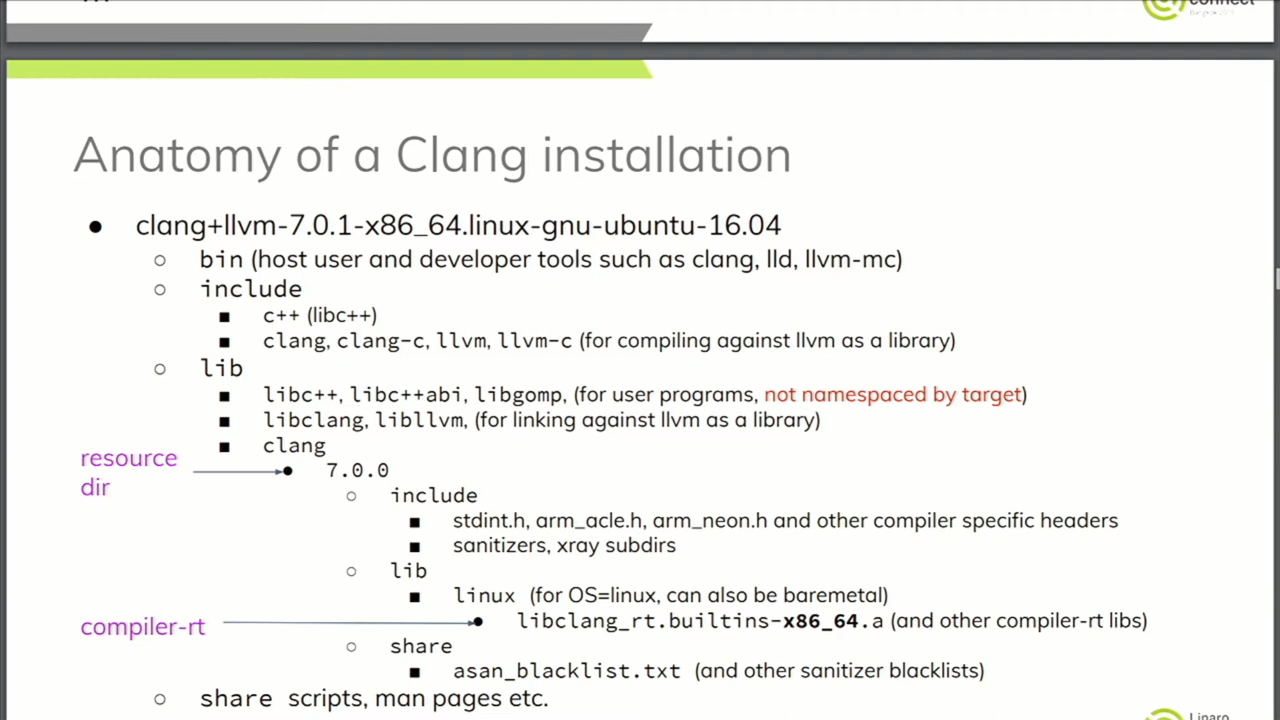 connect
Anatomy of a Clang installation
● clang+llvm-7.0.1-x86_64.linux-gnu-ubuntu-16.04
○ bin (host user and developer tools such as clang, lld, llvm-mc)
○ include
■ c++ (libc++)
■ clang, clang-c, llvm, llvm-c (for compiling against llvm as a library)
○ lib
■ libc++, libc++abi, libgomp, (for user programs, not namespaced by target)
■ libclang, libllvm, (for linking against llvm as a library)
■ clang
resource
dir
● 7.0.0
○ include
■ stdint.h, arm_acle.h, arm_neon.h and other compiler specific headers
■ sanitizers, xray subdirs
○ lib
■ linux (for OS=linux, can also be baremetal)
compiler-rt
● libclang_rt.builtins-x86_64.a (and other compiler-rt libs)
○ share
■ asan_blacklist.txt (and other sanitizer blacklists)
○ share scripts, man pages etc.
Linaro